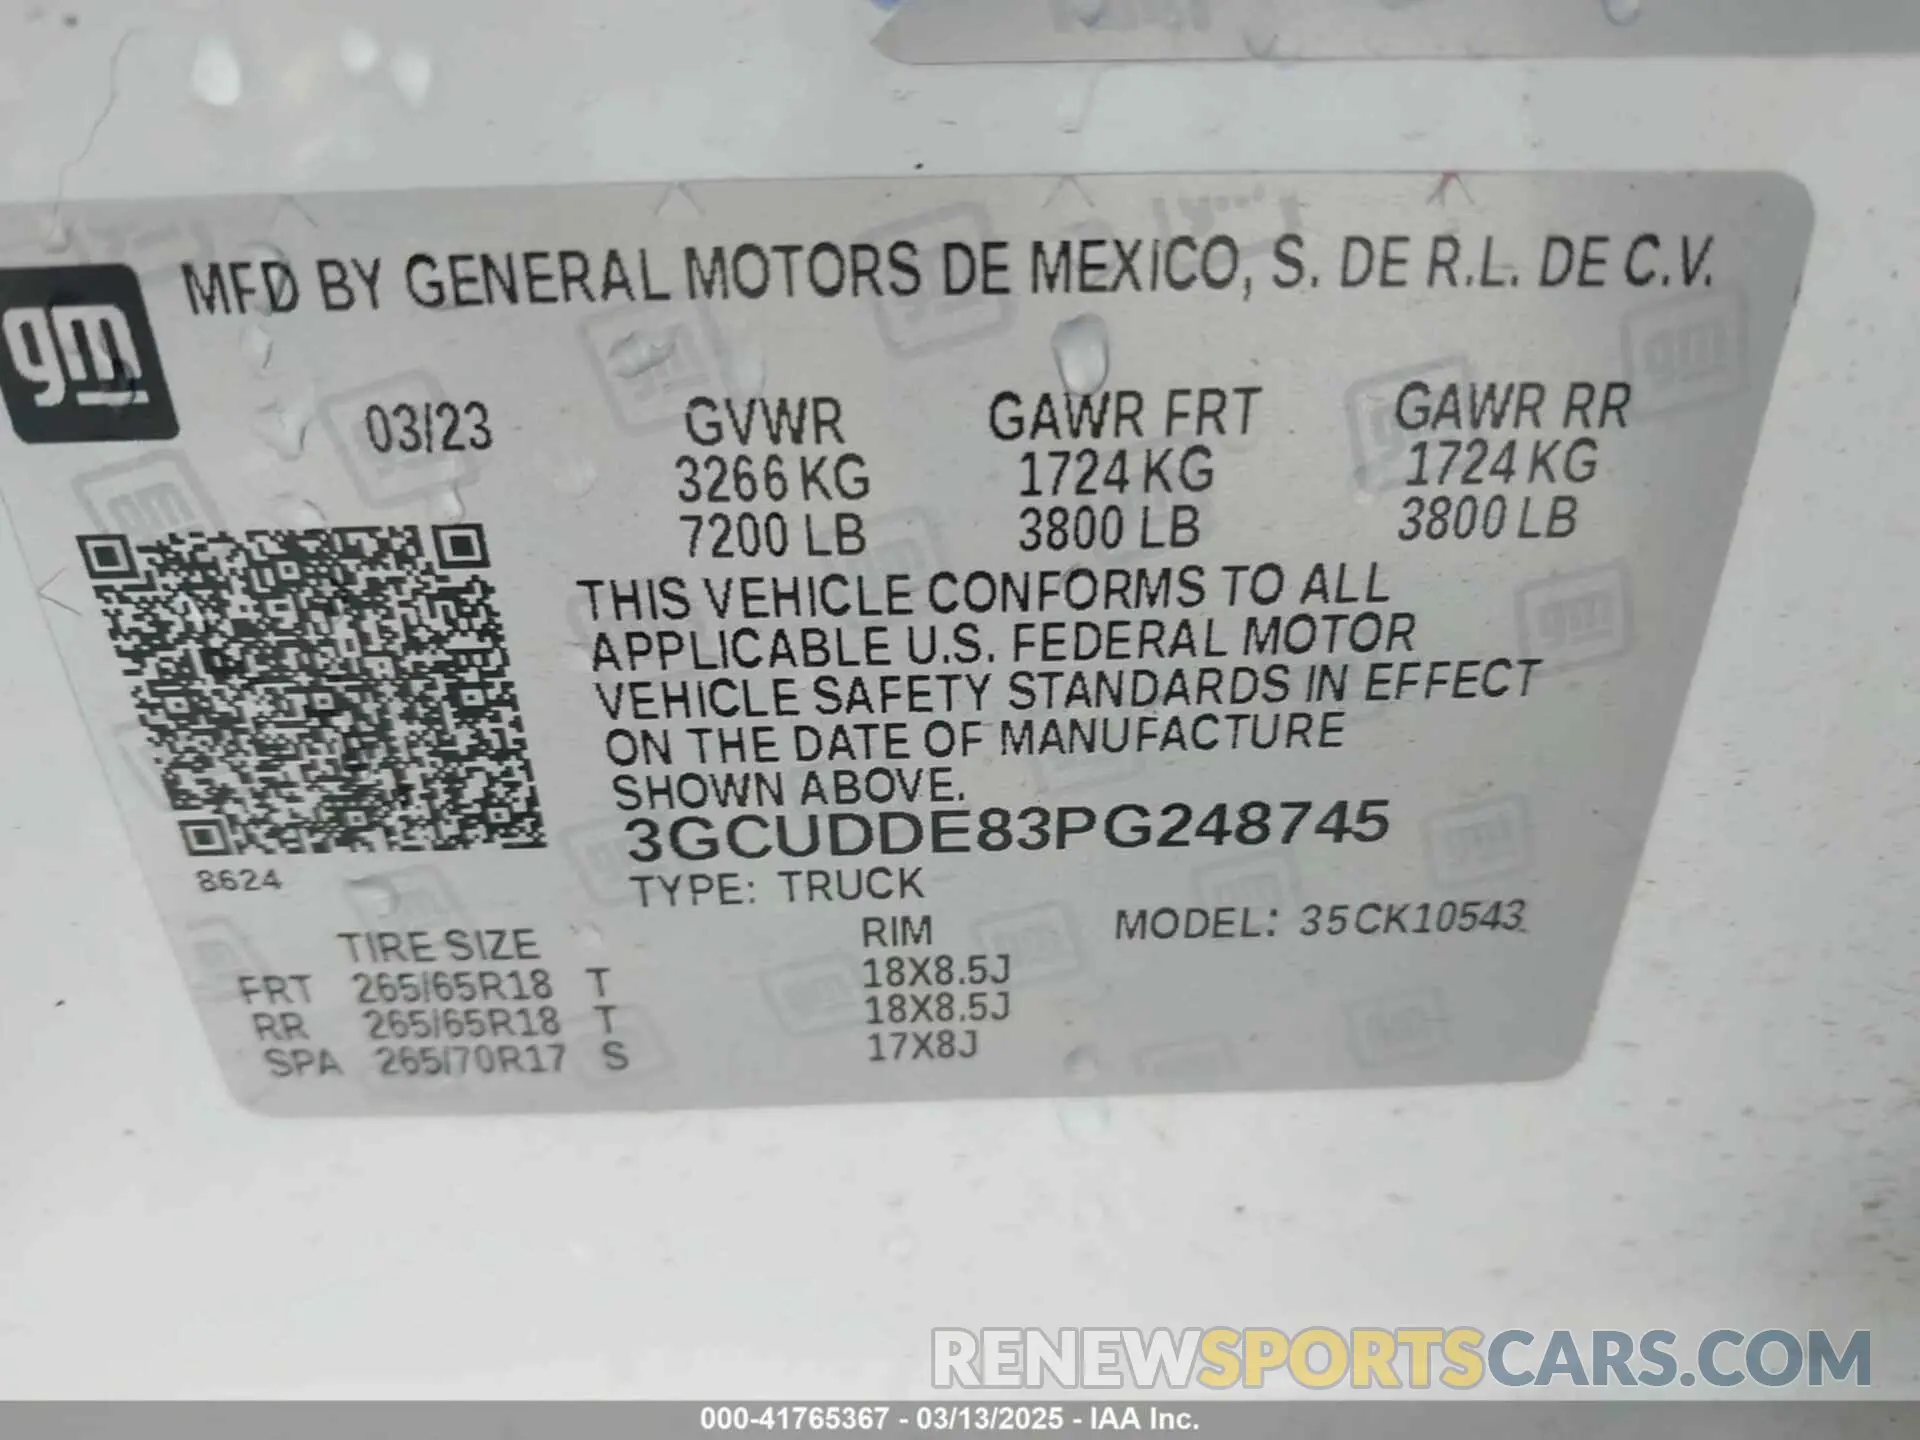 MFD BY GENERAL MOTORS DE MEXICO, S. DE R.L. DE C.V.
gm
03/23 GVWR GAWR FRT GAWR RR
3266 KG 1724 KG 1724 KG
7200 LB 3800 LB 3800 LB
THIS VEHICLE CONFORMS TO ALL
APPLICABLE U.S. FEDERAL MOTOR
VEHICLE SAFETY STANDARDS IN EFFECT
ON THE DATE OF MANUFACTURE
SHOWN ABOVE.
3GCUDDE83PG248745
8624
TYPE: TRUCK
TIRE SIZE RIM MODEL: 35CK10543
FRT 265/65R18 T 18X8.5J
RR 265/65R18 T 18X8.5J
SPA 265/70R17 S 17X8J
RENEWSPORTSCARS.COM
000-41765367 - 03/13/2025 - IAA Inc.